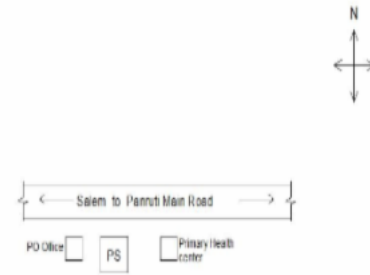 N
Salem to Panruti Main Road
PO Office
PS
Primary Health
center